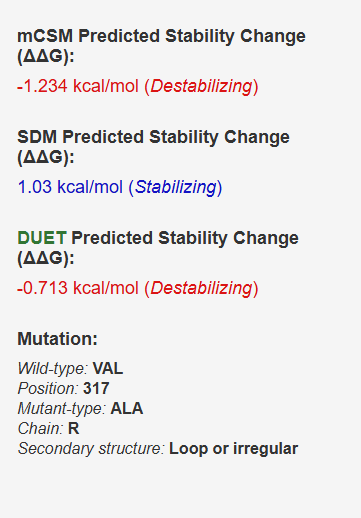 mCSM Predicted Stability Change
(ΔΔG):
-1.234 kcal/mol (Destabilizing)
SDM Predicted Stability Change
(ΔΔG):
1.03 kcal/mol (Stabilizing)
DUET Predicted Stability Change
(ΔΔG):
-0.713 kcal/mol (Destabilizing)
Mutation:
Wild-type: VAL
Position: 317
Mutant-type: ALA
Chain: R
Secondary structure: Loop or irregular